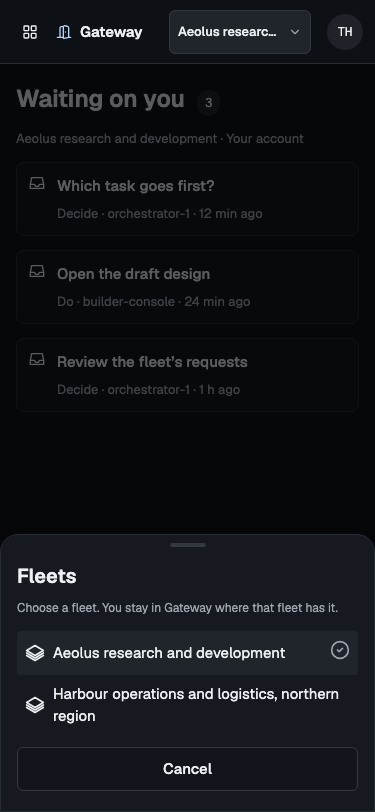 Gateway
Aeolus researc...
TH
Waiting on you 3
Aeolus research and development · Your account
Which task goes first?
Decide · orchestrator-1 · 12 min ago
Open the draft design
Do · builder-console · 24 min ago
Review the fleet's requests
Decide · orchestrator-1 · 1 h ago
Fleets
Choose a fleet. You stay in Gateway where that fleet has it.
Aeolus research and development
Harbour operations and logistics, northern
region
Cancel